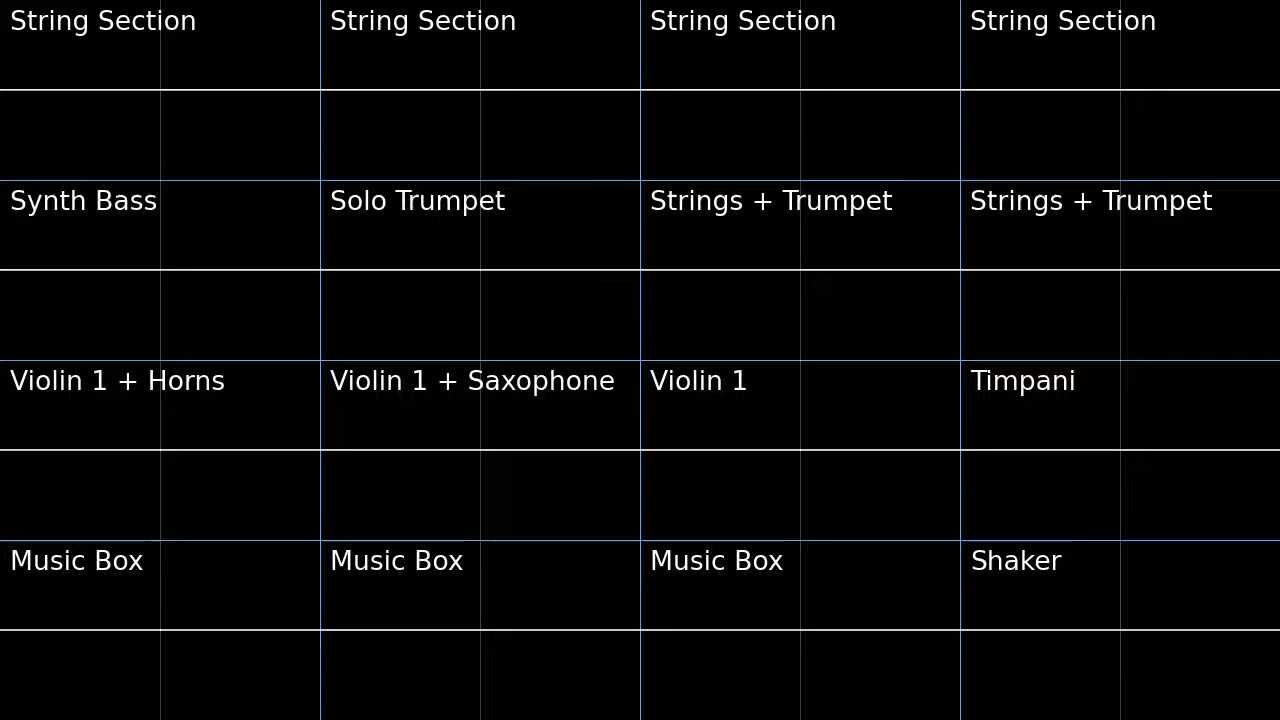 String Section
String Section
String Section
String Section
Synth Bass
Solo Trumpet
Strings + Trumpet
Strings + Trumpet
Violin 1 + Horns
Violin 1 + Saxophone
Violin 1
Timpani
Music Box
Music Box
Music Box
Shaker